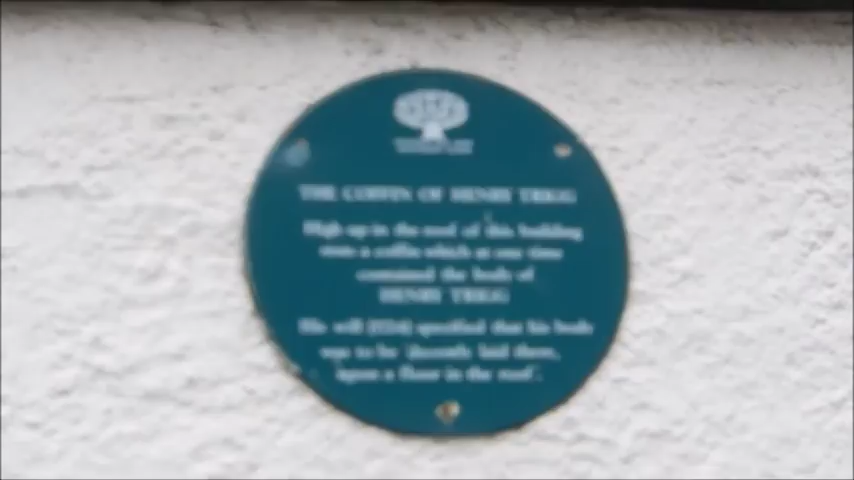 THE COFFIN OF HENRY TRIGG
High up in the roof of this building
rests a coffin which at one time
contained the body of
HENRY TRIGG
His will specified that his body
was to be 'decently laid there,
upon a floor in the roof'.